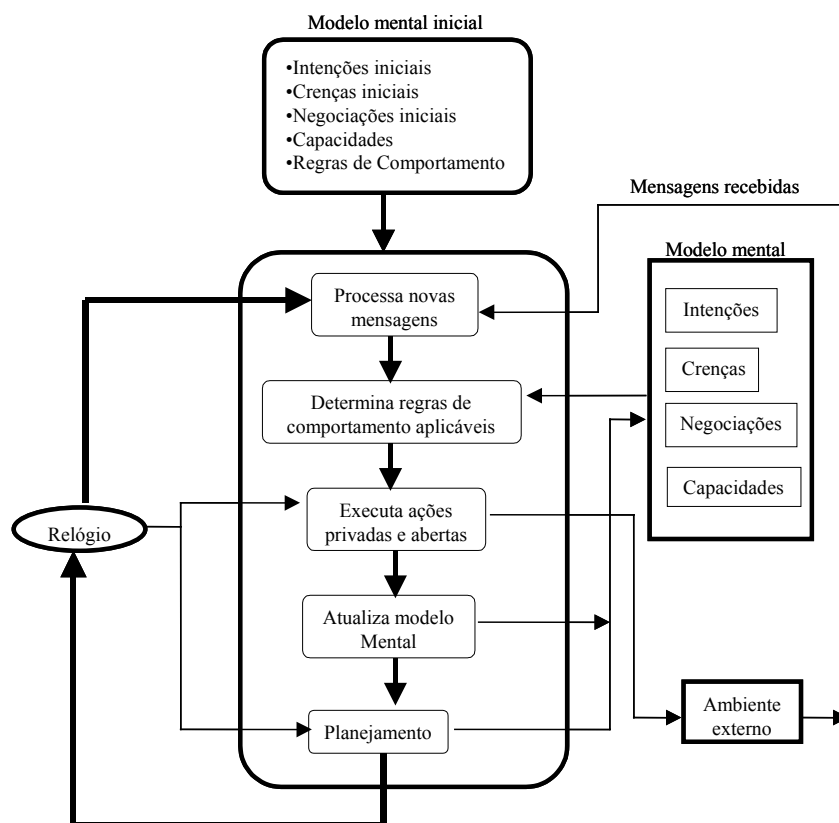 Modelo mental inicial
•Intenções iniciais
•Crenças iniciais
•Negociações iniciais
•Capacidades
•Regras de Comportamento
Mensagens recebidas
Modelo mental
Processa novas
mensagens
Intenções
Crenças
Determina regras de
comportamento aplicáveis
Negociações
Capacidades
Executa ações
privadas e abertas
Relógio
Atualiza modelo
Mental
Planejamento
Ambiente
externo